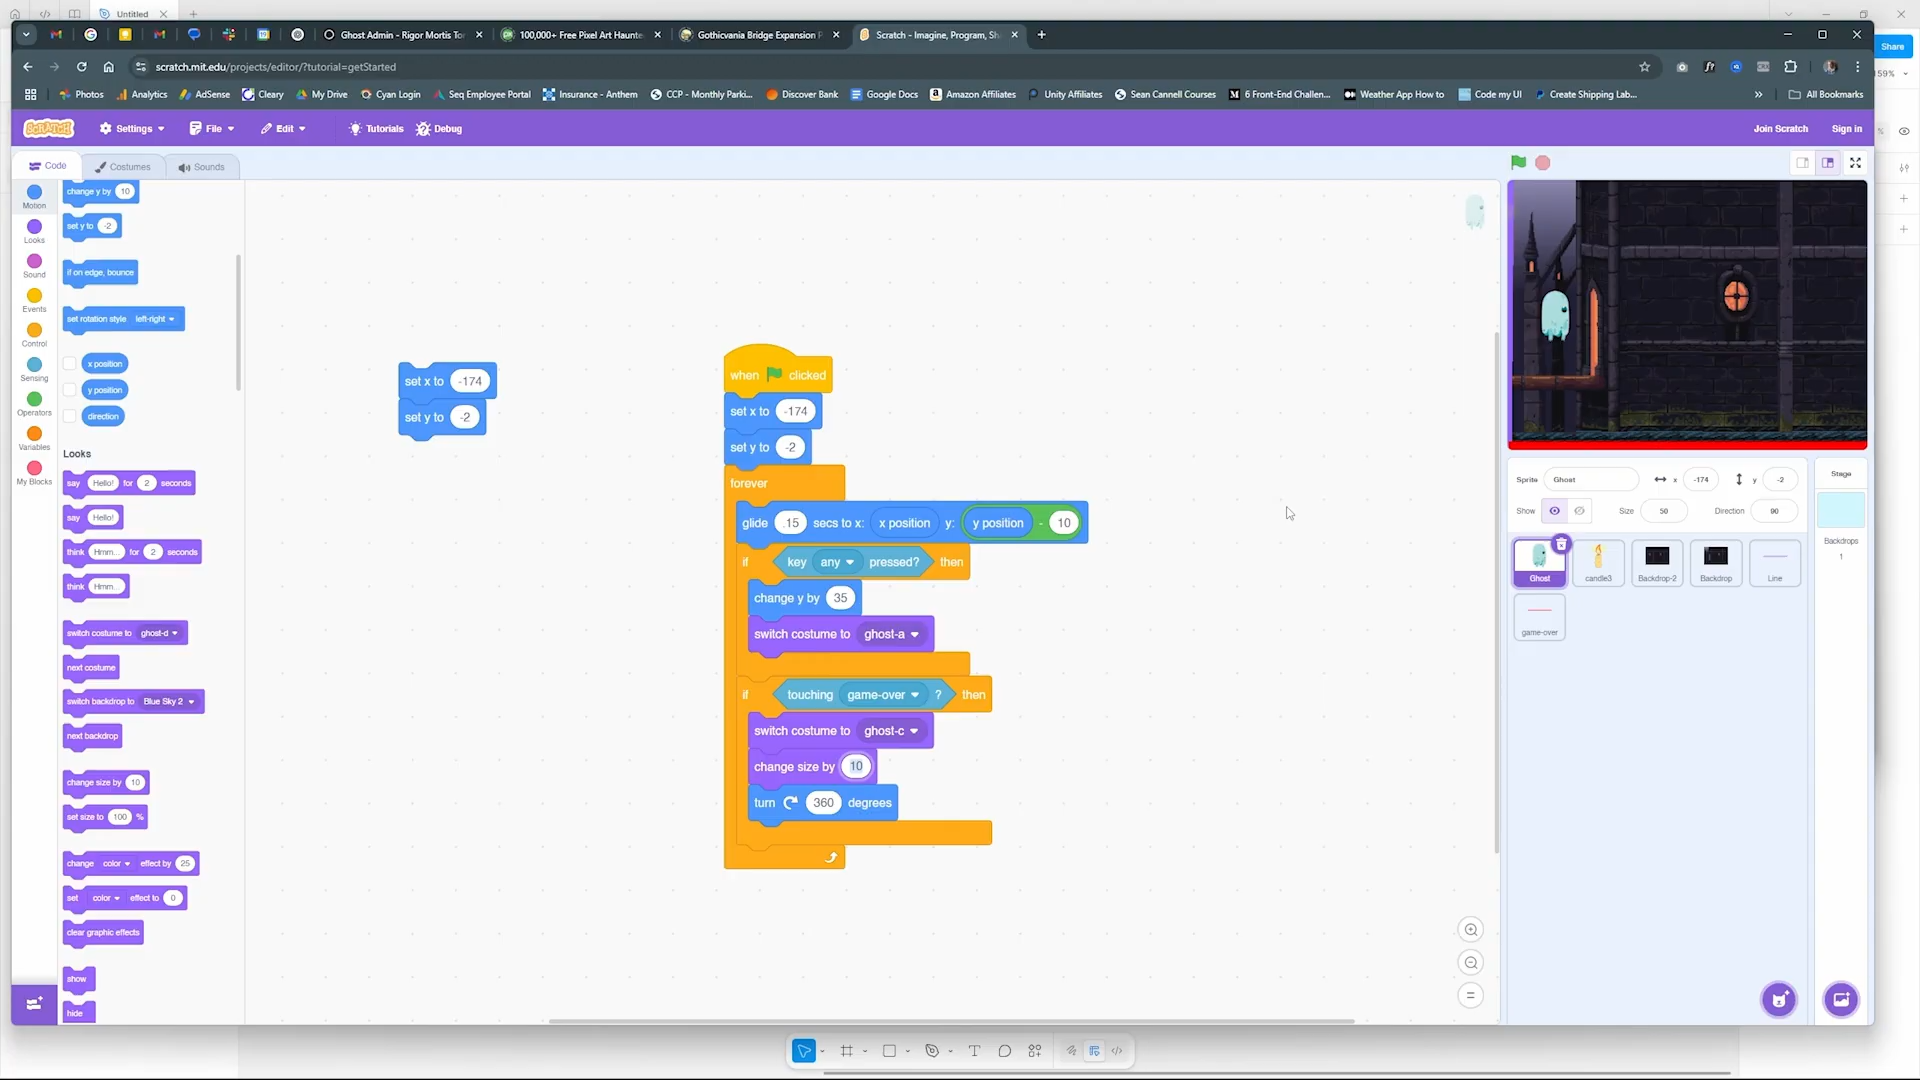 Untitled
Ghost Admin - Rigor Mortis Tor
100,000+ Free Pixel Art Haunte
Gothicvania Bridge Expansion P
Scratch - Imagine, Program, Sh
Share
scratch.mit.edu/projects/editor/?tutorial=getStarted
Photos Analytics AdSense Cleary My Drive Cyan Login Seq Employee Portal Insurance - Anthem CCP - Monthly Parki... Discover Bank Google Docs Amazon Affiliates Unity Affiliates Sean Cannell Courses 6 Front-End Challen... Weather App How to Code my UI Create Shipping Lab... All Bookmarks
SCRATCH Settings File Edit Tutorials Debug Join Scratch Sign in
Code Costumes Sounds
Motion
Looks
Sound
Events
Control
Sensing
Operators
Variables
My Blocks
change y by 10
set y to -2
if on edge, bounce
set rotation style left-right
x position
y position
direction
Looks
say Hello! for 2 seconds
say Hello!
think Hmm... for 2 seconds
think Hmm...
switch costume to ghost-d
next costume
switch backdrop to Blue Sky 2
next backdrop
change size by 10
set size to 100 %
change color effect by 25
set color effect to 0
clear graphic effects
show
hide
set x to -174
set y to -2
when clicked
set x to -174
set y to -2
forever
glide .15 secs to x: x position y: y position - 10
if key any pressed? then
change y by 35
switch costume to ghost-a
if touching game-over ? then
switch costume to ghost-c
change size by 10
turn 360 degrees
Sprite Ghost x -174 y -2
Show Size 50 Direction 90
Ghost candle3 Backdrop-2 Backdrop Line
game-over
Stage
Backdrops
1